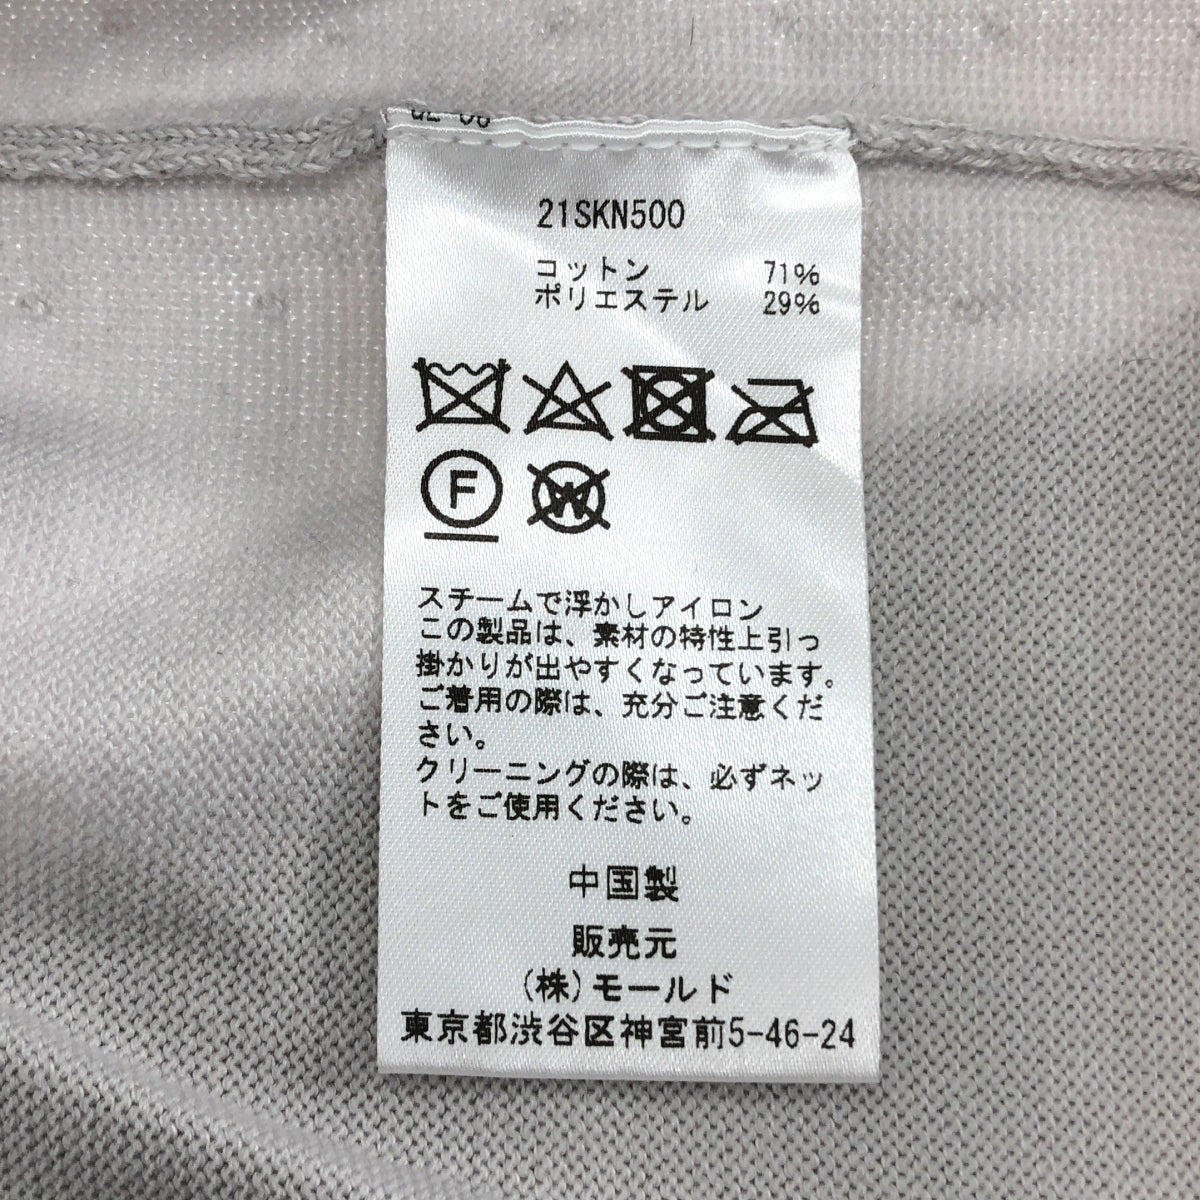 21SKN500
コットン 71%
ポリエステル 29%
F
W
スチームで浮かしアイロン
この製品は、素材の特性上引っ
掛かりが出やすくなっています。
ご着用の際は、充分ご注意くだ
さい。
クリーニングの際は、必ずネッ
トをご使用ください。
中国製
販売元
(株)モールド
東京都渋谷区神宮前5-46-24